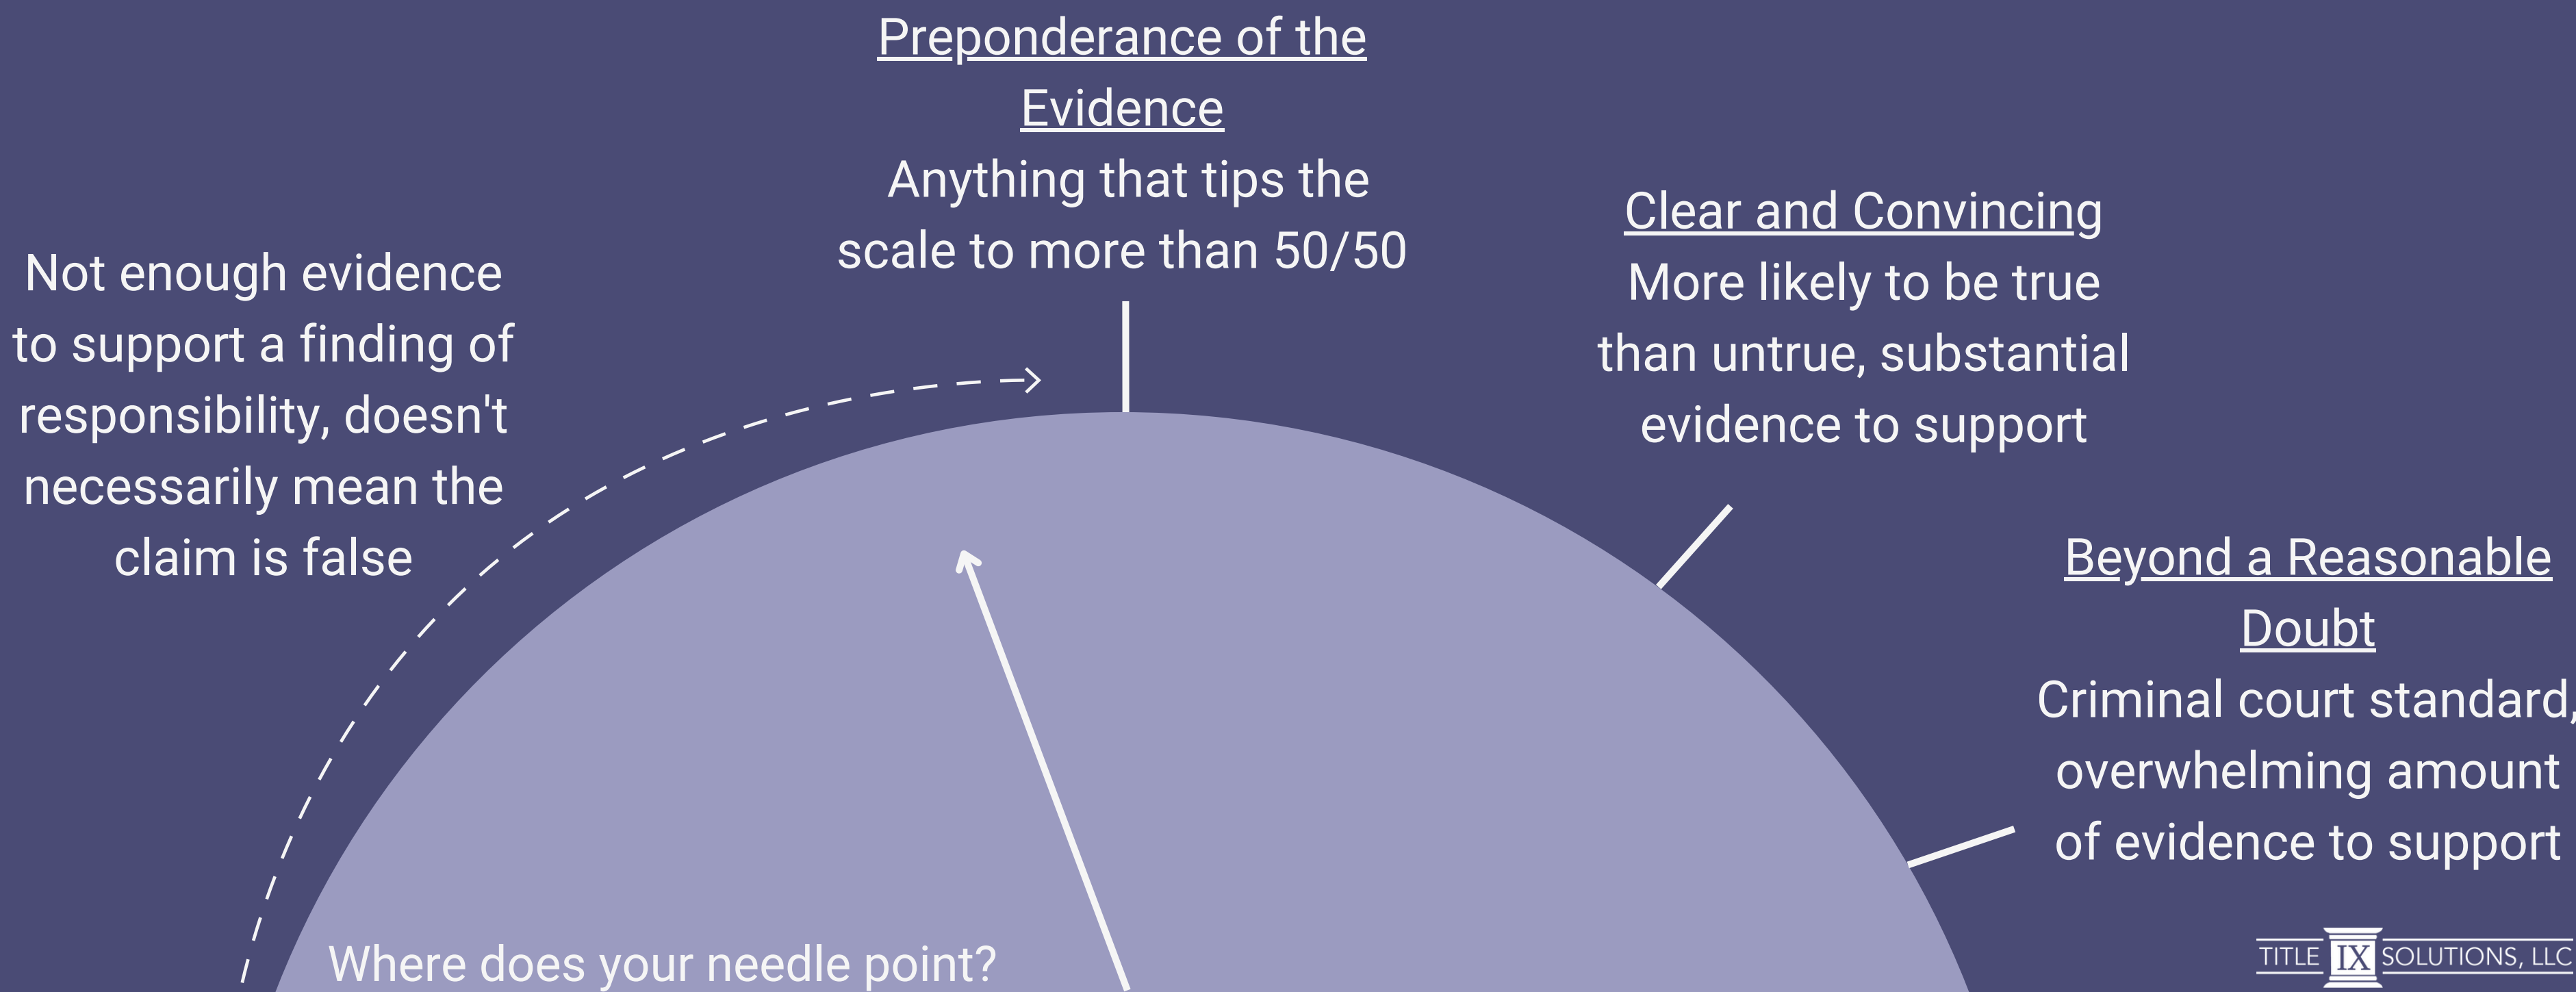 Preponderance of the
Evidence
Anything that tips the
scale to more than 50/50
Not enough evidence
to support a finding of
responsibility, doesn't
necessarily mean the
claim is false
Clear and Convincing
More likely to be true
than untrue, substantial
evidence to support
Beyond a Reasonable
Doubt
Criminal court standard,
overwhelming amount
of evidence to support
Where does your needle point?
TITLE IX SOLUTIONS, LLC